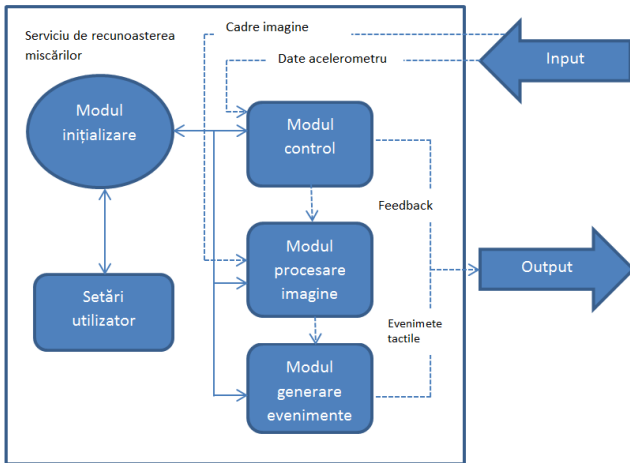 Serviciu de recunoasterea
miscărilor
Cadre imagine
Date acelerometru
Input
Modul
inițializare
Modul
control
Feedback
Modul
procesare
imagine
Output
Setări
utilizator
Evenimete
tactile
Modul
generare
evenimente